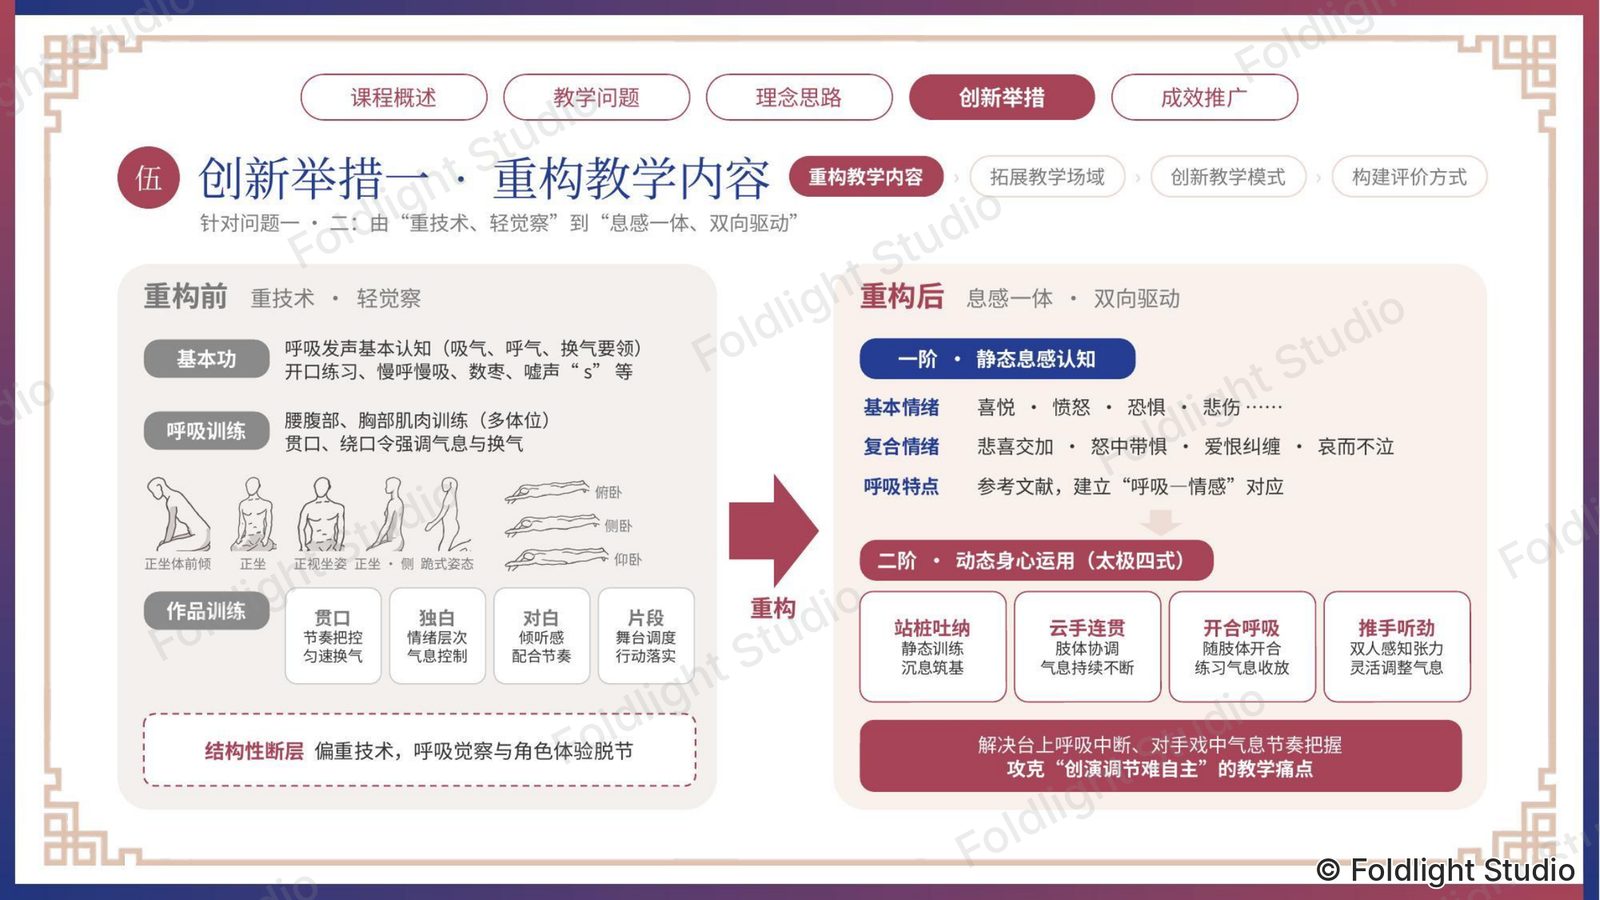 课程概述
教学问题
理念思路
创新举措
成效推广
伍
创新举措一 · 重构教学内容
重构教学内容 › 拓展教学场域 › 创新教学模式 › 构建评价方式
针对问题一 · 二：由“重技术、轻觉察”到“息感一体、双向驱动”
重构前 重技术 · 轻觉察
基本功
呼吸发声基本认知（吸气、呼气、换气要领）
开口练习、慢呼慢吸、数枣、嘘声“ s” 等
呼吸训练
腰腹部、胸部肌肉训练（多体位）
贯口、绕口令强调气息与换气
俯卧
侧卧
仰卧
正坐体前倾 正坐 正视坐姿 正坐 · 侧 跪式姿态
作品训练
贯口
节奏把控
匀速换气
独白
情绪层次
气息控制
对白
倾听感
配合节奏
片段
舞台调度
行动落实
结构性断层 偏重技术，呼吸觉察与角色体验脱节
重构
重构后 息感一体 · 双向驱动
一阶 · 静态息感认知
基本情绪 喜悦 · 愤怒 · 恐惧 · 悲伤……
复合情绪 悲喜交加 · 怒中带惧 · 爱恨纠缠 · 哀而不泣
呼吸特点 参考文献，建立“呼吸—情感”对应
二阶 · 动态身心运用（太极四式）
站桩吐纳
静态训练
沉息筑基
云手连贯
肢体协调
气息持续不断
开合呼吸
随肢体开合
练习气息收放
推手听劲
双人感知张力
灵活调整气息
解决台上呼吸中断、对手戏中气息节奏把握
攻克“创演调节难自主”的教学痛点
© Foldlight Studio